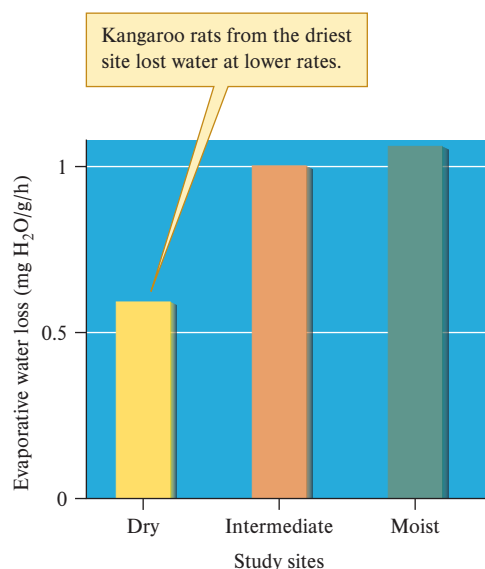 Kangaroo rats from the driest
site lost water at lower rates.
Evaporative water loss (mg H₂O/g/h)
1
0.5
0
Dry
Intermediate
Moist
Study sites